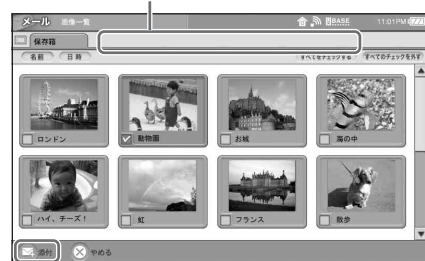 メール 画像一覧 BASE 11:01PM
保存箱
名前 日時 すべてをチェックする すべてのチェックを外す
ロンドン 動物園 お城 海の中
ハイ、チーズ! 虹 フランス 散歩
添付 やめる